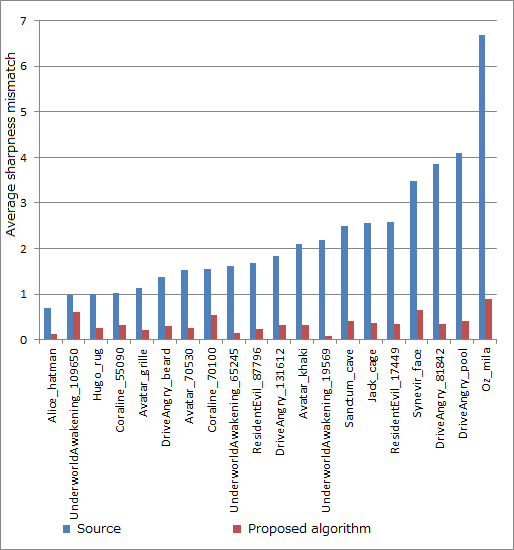 Average sharpness mismatch
7
6
5
4
3
2
1
0
Alice_hatman
UnderworldAwakening_109650
Hugo_rug
Coraline_55090
Avatar_grille
DriveAngry_beard
Avatar_70530
Coraline_70100
UnderworldAwakening_65245
ResidentEvil_87796
DriveAngry_131612
Avatar_khaki
UnderworldAwakening_19569
Sanctum_cave
Jack_cage
ResidentEvil_17449
Synevir_face
DriveAngry_81842
DriveAngry_pool
Oz_mila
Source
Proposed algorithm